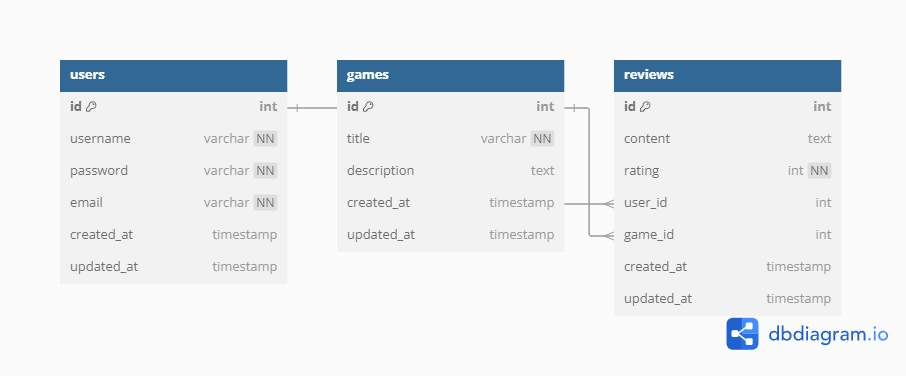 users
id int
username varchar NN
password varchar NN
email varchar NN
created_at timestamp
updated_at timestamp
games
id int
title varchar NN
description text
created_at timestamp
updated_at timestamp
reviews
id int
content text
rating int NN
user_id int
game_id int
created_at timestamp
updated_at timestamp
dbdiagram.io